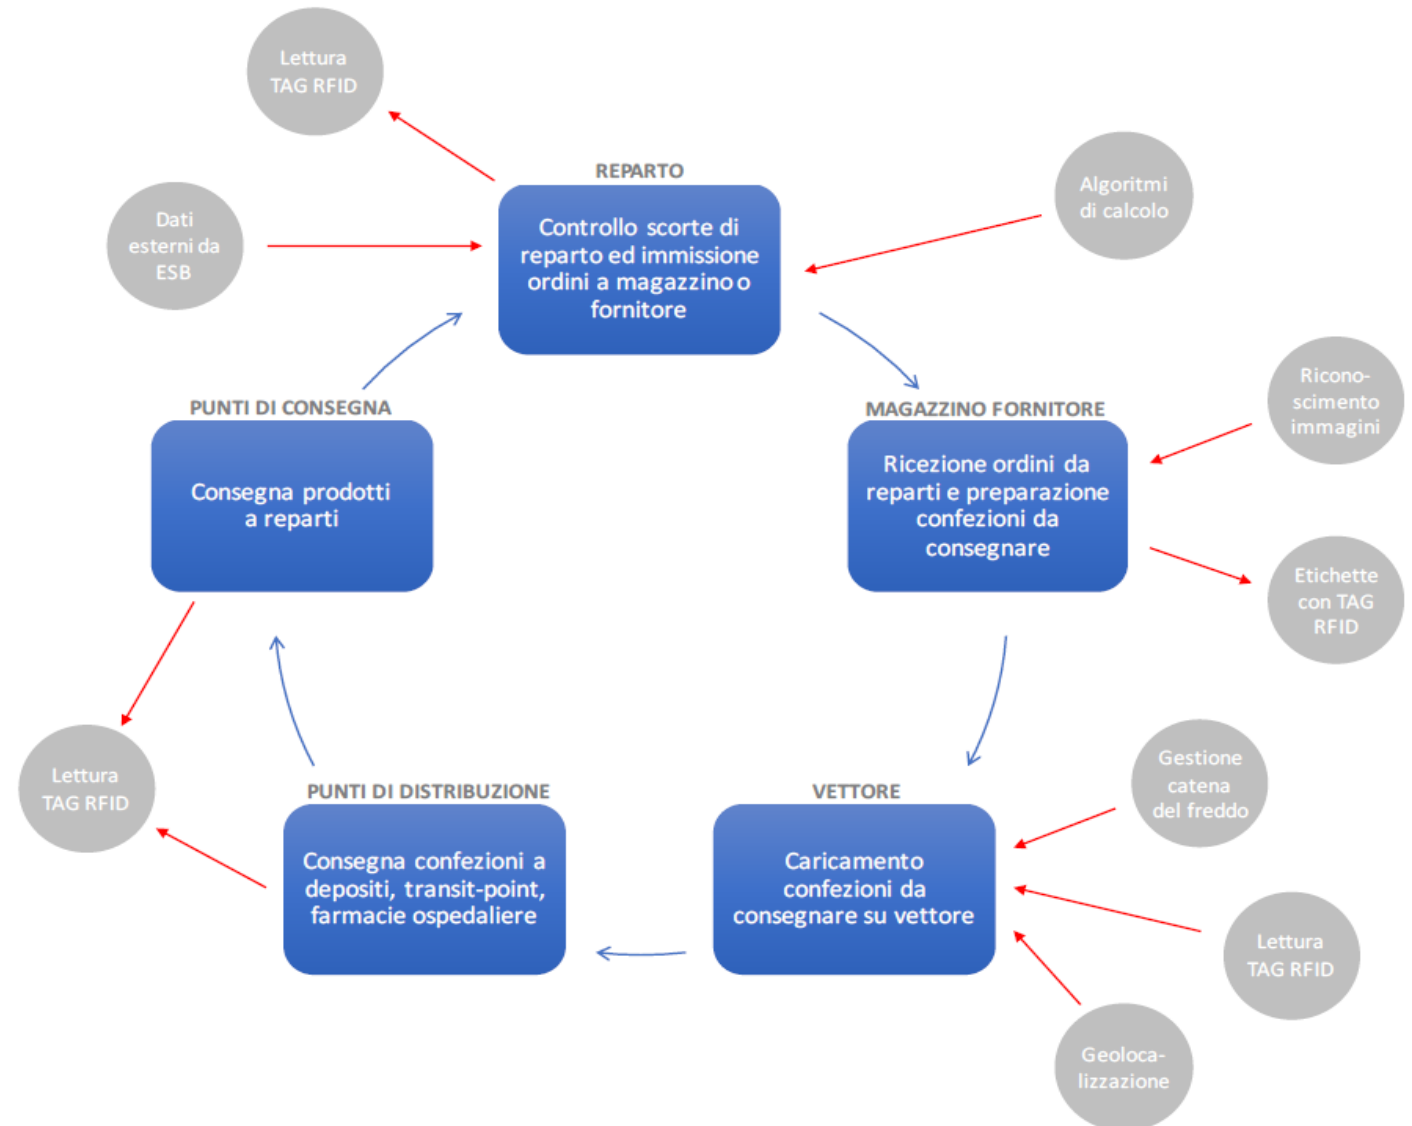 Lettura
TAG RFID
REPARTO
Controllo scorte di
reparto ed immissione
ordini a magazzino o
fornitore
Algoritmi
di calcolo
Dati
esterni da
ESB
PUNTI DI CONSEGNA
Consegna prodotti
a reparti
MAGAZZINO FORNITORE
Ricezione ordini da
reparti e preparazione
confezioni da
consegnare
Ricono-
scimento
immagini
Etichette
con TAG
RFID
Lettura
TAG RFID
PUNTI DI DISTRIBUZIONE
Consegna confezioni a
depositi, transit-point,
farmacie ospedaliere
VETTORE
Caricamento
confezioni da
consegnare su vettore
Gestione
catena
del freddo
Lettura
TAG RFID
Geoloca-
lizzazione